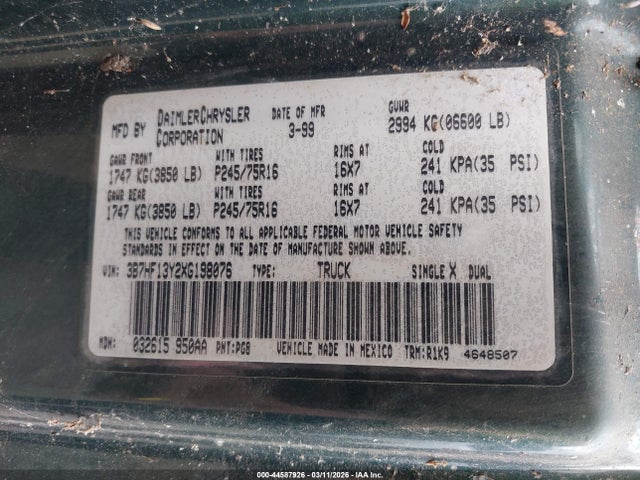 MFD BY DAIMLERCHRYSLER CORPORATION DATE OF MFR 3-99 GVWR 2994 KG(06600 LB)
GAWR FRONT WITH TIRES RIMS AT COLD
1747 KG(3850 LB) P245/75R16 16X7 241 KPA(35 PSI)
GAWR REAR WITH TIRES RIMS AT COLD
1747 KG(3850 LB) P245/75R16 16X7 241 KPA(35 PSI)
THIS VEHICLE CONFORMS TO ALL APPLICABLE FEDERAL MOTOR VEHICLE SAFETY
STANDARDS IN EFFECT ON THE DATE OF MANUFACTURE SHOWN ABOVE.
VIN: 3B7HF13Y2XG198076 TYPE: TRUCK SINGLE X DUAL
MDH: 032615 950AA PNT:PG8 VEHICLE MADE IN MEXICO TRM:R1K9 4648507
000-44587926 - 03/11/2026 - IAA Inc.